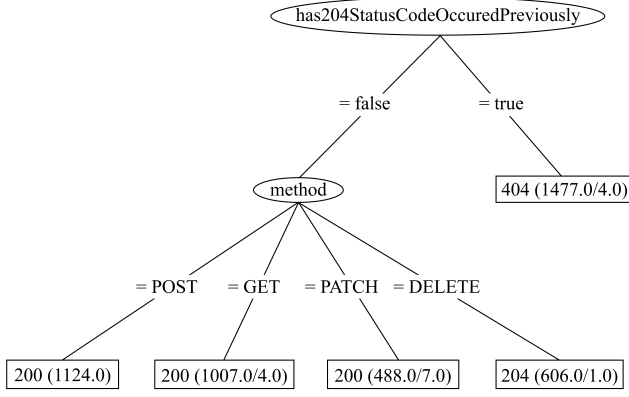 has204StatusCodeOccuredPreviously
= false
= true
method
404 (1477.0/4.0)
= POST
= GET
= PATCH
= DELETE
200 (1124.0)
200 (1007.0/4.0)
200 (488.0/7.0)
204 (606.0/1.0)